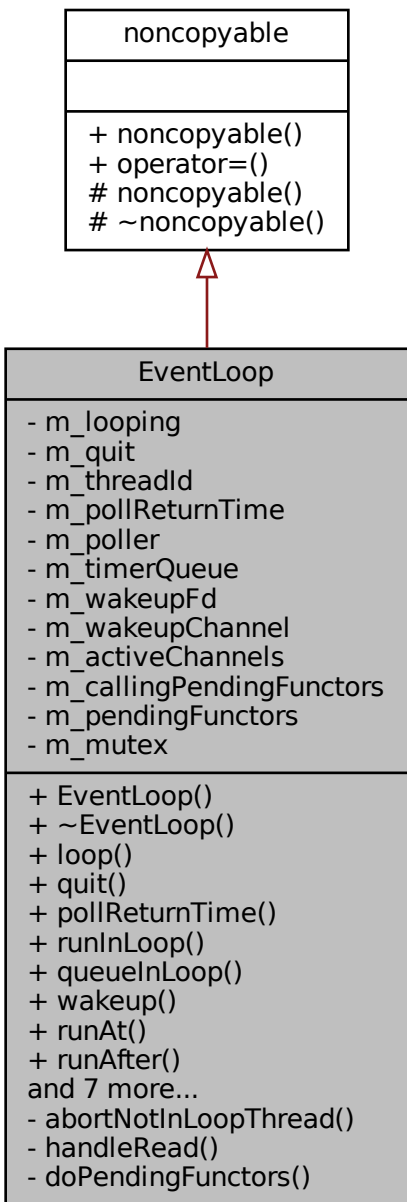 noncopyable
+ noncopyable()
+ operator=()
# noncopyable()
# ~noncopyable()
EventLoop
- m_looping
- m_quit
- m_threadId
- m_pollReturnTime
- m_poller
- m_timerQueue
- m_wakeupFd
- m_wakeupChannel
- m_activeChannels
- m_callingPendingFunctors
- m_pendingFunctors
- m_mutex
+ EventLoop()
+ ~EventLoop()
+ loop()
+ quit()
+ pollReturnTime()
+ runInLoop()
+ queueInLoop()
+ wakeup()
+ runAt()
+ runAfter()
and 7 more...
- abortNotInLoopThread()
- handleRead()
- doPendingFunctors()